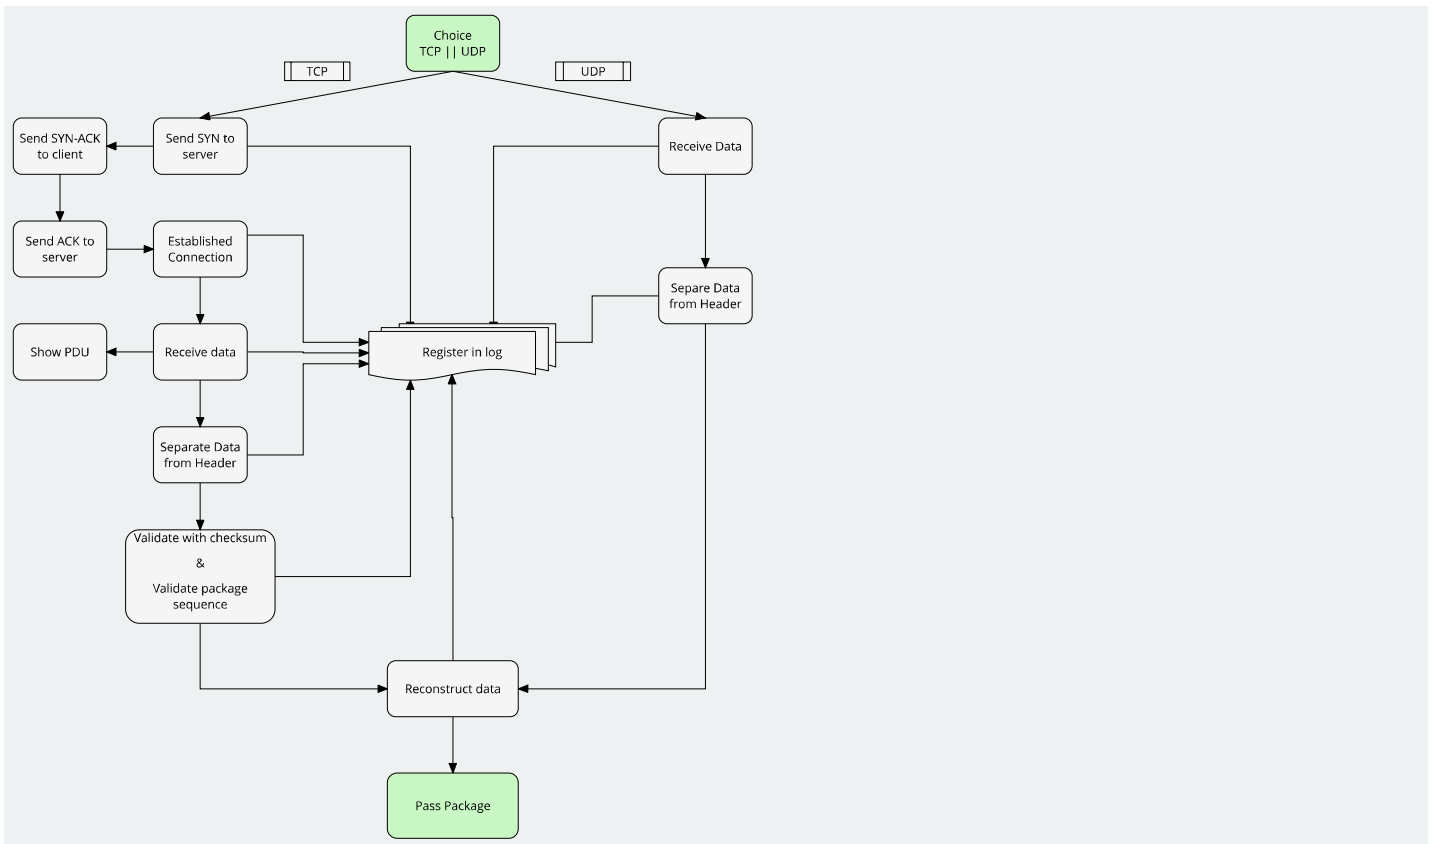 Choice
TCP || UDP
TCP
UDP
Send SYN-ACK
to client
Send SYN to
server
Receive Data
Send ACK to
server
Established
Connection
Separe Data
from Header
Show PDU
Receive data
Register in log
Separate Data
from Header
Validate with checksum
&
Validate package
sequence
Reconstruct data
Pass Package